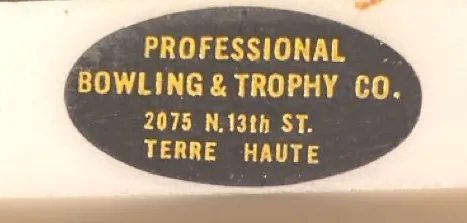 PROFESSIONAL
BOWLING & TROPHY CO.
2075 N.13th ST.
TERRE HAUTE